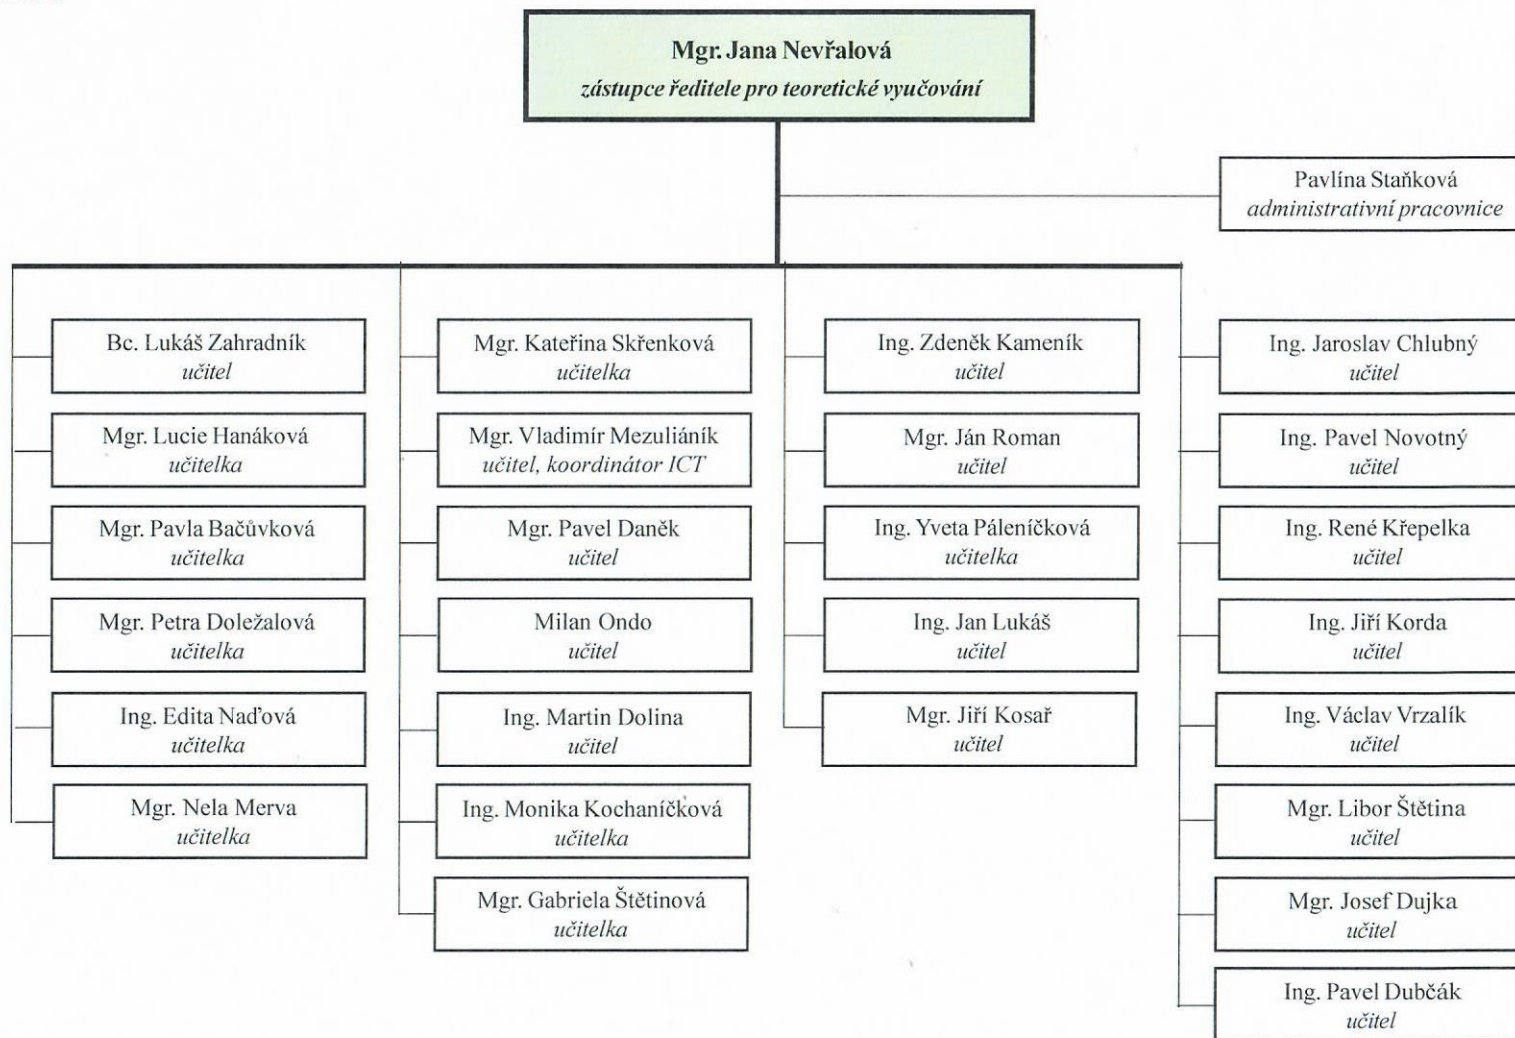 Mgr. Jana Nevřalová
zástupce ředitele pro teoretické vyučování
Pavlína Staňková
administrativní pracovnice
Bc. Lukáš Zahradník
učitel
Mgr. Lucie Hanáková
učitelka
Mgr. Pavla Bačůvková
učitelka
Mgr. Petra Doležalová
učitelka
Ing. Edita Naďová
učitelka
Mgr. Nela Merva
učitelka
Mgr. Kateřina Skřenková
učitelka
Mgr. Vladimír Mezuliáník
učitel, koordinátor ICT
Mgr. Pavel Daněk
učitel
Milan Ondo
učitel
Ing. Martin Dolina
učitel
Ing. Monika Kochaníčková
učitelka
Mgr. Gabriela Štětinová
učitelka
Ing. Zdeněk Kameník
učitel
Mgr. Ján Roman
učitel
Ing. Yveta Páleníčková
učitelka
Ing. Jan Lukáš
učitel
Mgr. Jiří Kosař
učitel
Ing. Jaroslav Chlubný
učitel
Ing. Pavel Novotný
učitel
Ing. René Křepelka
učitel
Ing. Jiří Korda
učitel
Ing. Václav Vrzalík
učitel
Mgr. Libor Štětina
učitel
Mgr. Josef Dujka
učitel
Ing. Pavel Dubčák
učitel